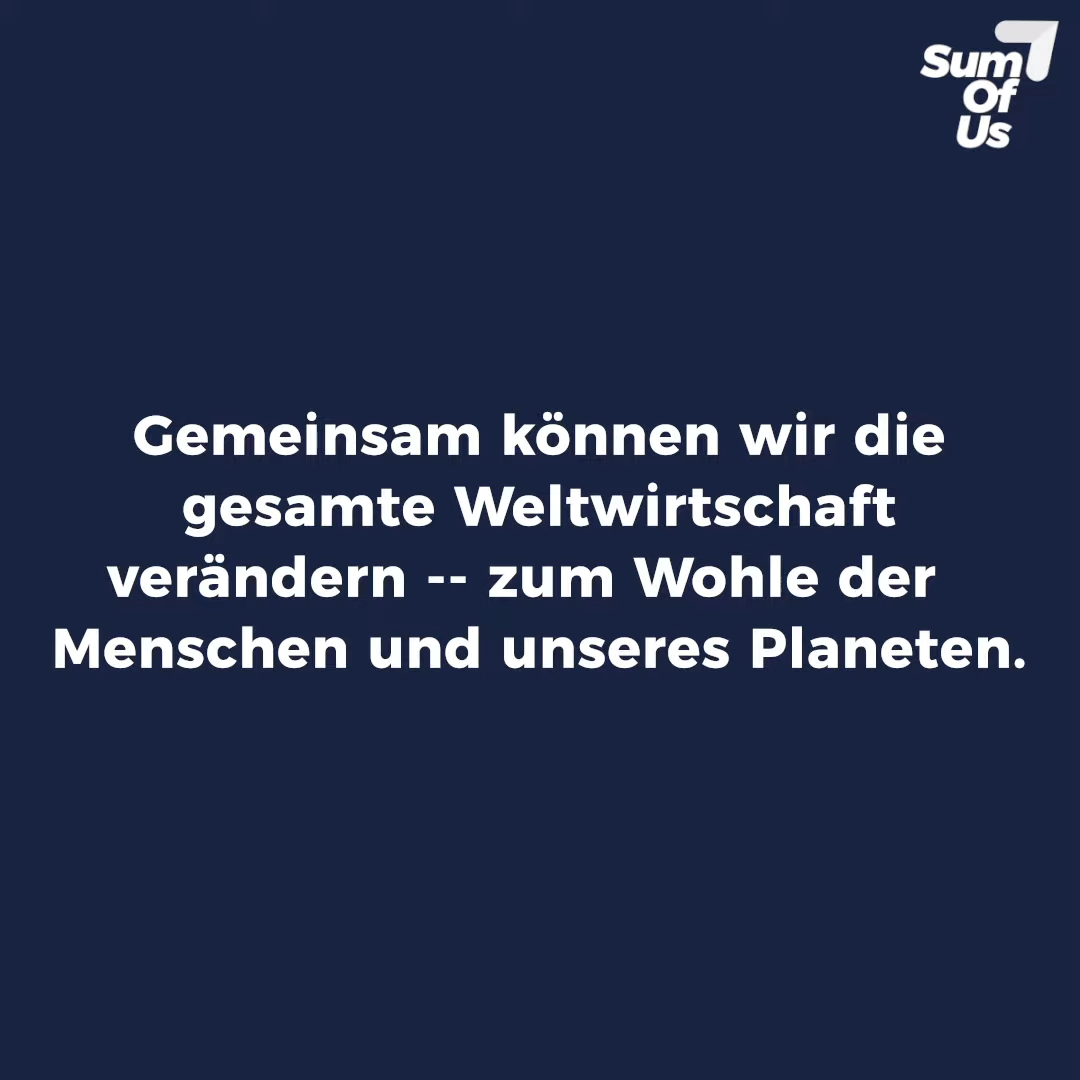 Sum
Of
Us
Gemeinsam können wir die
gesamte Weltwirtschaft
verändern -- zum Wohle der
Menschen und unseres Planeten.